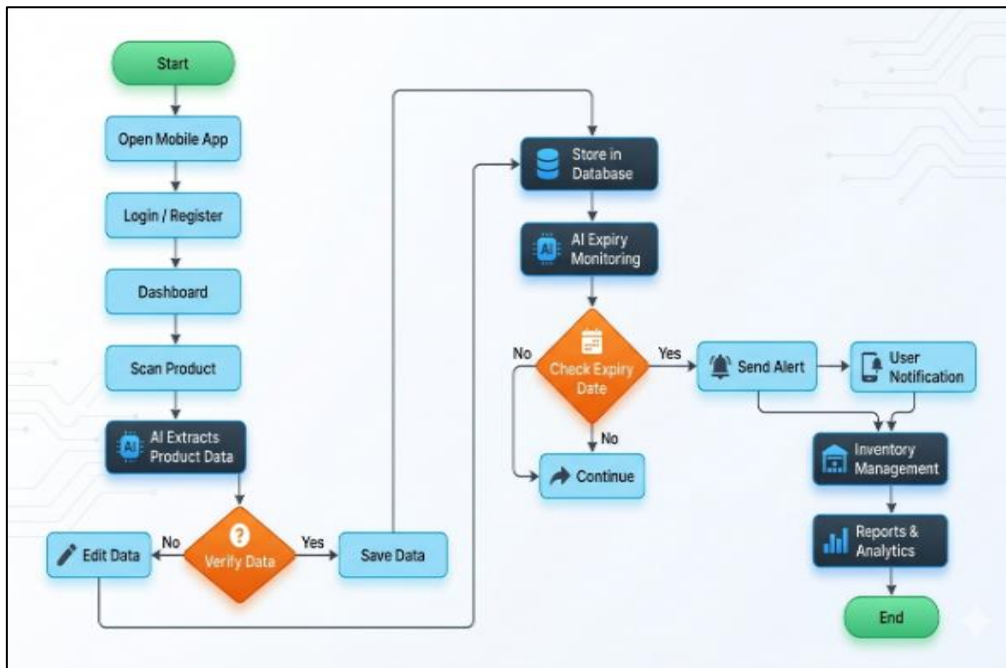 Start
Open Mobile App
Login / Register
Dashboard
Scan Product
AI
AI Extracts
Product Data
?
Verify Data
No
Edit Data
Yes
Save Data
Store in
Database
AI
AI Expiry
Monitoring
Check Expiry
Date
No
No
Continue
Yes
Send Alert
User
Notification
Inventory
Management
Reports &
Analytics
End